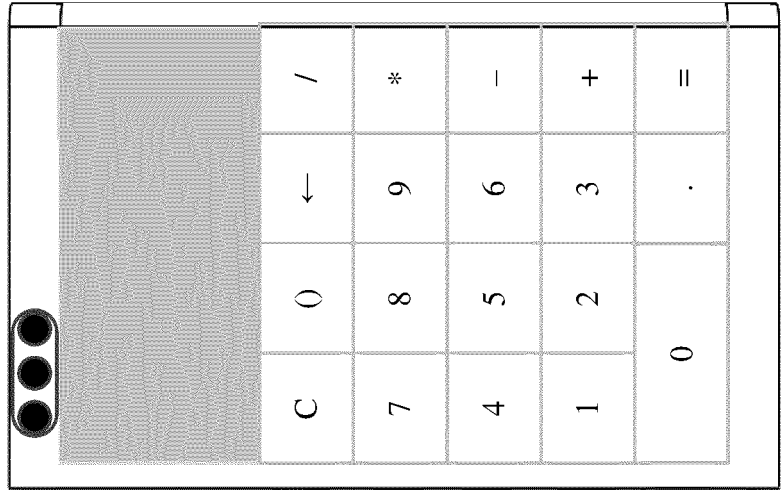 C () ← /
7 8 9 *
4 5 6 −
1 2 3 +
0 . =